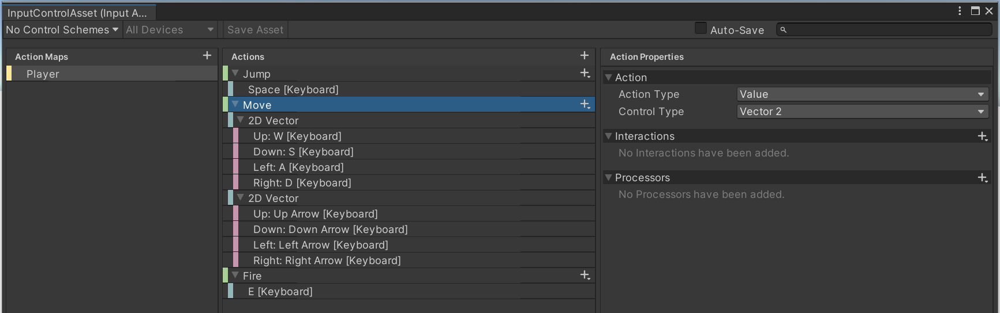 InputControlAsset (Input A...
No Control Schemes All Devices Save Asset Auto-Save
Action Maps
Player
Actions
Jump
Space [Keyboard]
Move
2D Vector
Up: W [Keyboard]
Down: S [Keyboard]
Left: A [Keyboard]
Right: D [Keyboard]
2D Vector
Up: Up Arrow [Keyboard]
Down: Down Arrow [Keyboard]
Left: Left Arrow [Keyboard]
Right: Right Arrow [Keyboard]
Fire
E [Keyboard]
Action Properties
Action
Action Type Value
Control Type Vector 2
Interactions
No Interactions have been added.
Processors
No Processors have been added.